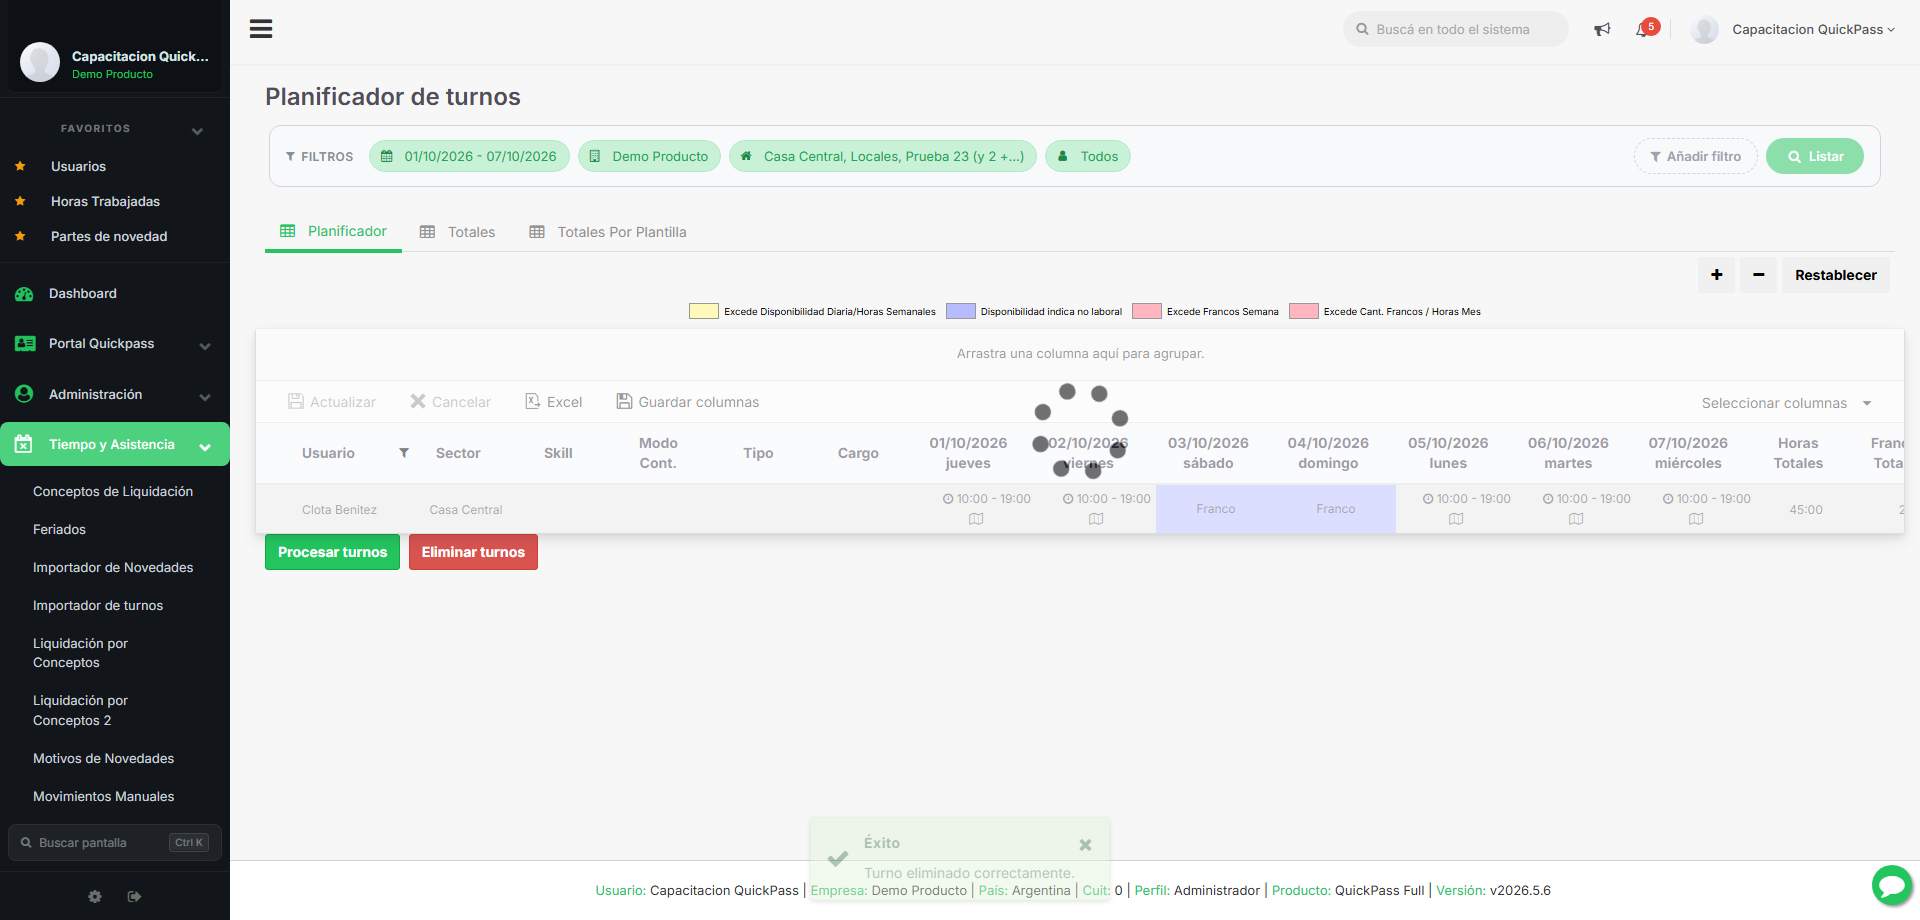 Capacitacion Quick...
Demo Producto
FAVORITOS
Usuarios
Horas Trabajadas
Partes de novedad
Dashboard
Portal Quickpass
Administración
Tiempo y Asistencia
Conceptos de Liquidación
Feriados
Importador de Novedades
Importador de turnos
Liquidación por
Conceptos
Liquidación por
Conceptos 2
Motivos de Novedades
Movimientos Manuales
Buscar pantalla Ctrl K
Buscá en todo el sistema
5
Capacitacion QuickPass
Planificador de turnos
FILTROS 01/10/2026 - 07/10/2026 Demo Producto Casa Central, Locales, Prueba 23 (y 2 +...) Todos Añadir filtro Listar
Planificador Totales Totales Por Plantilla
+ − Restablecer
Excede Disponibilidad Diaria/Horas Semanales Disponibilidad indica no laboral Excede Francos Semana Excede Cant. Francos / Horas Mes
Arrastra una columna aquí para agrupar.
Actualizar Cancelar Excel Guardar columnas Seleccionar columnas
Usuario Sector Skill Modo Cont. Tipo Cargo 01/10/2026 jueves 02/10/2026 viernes 03/10/2026 sábado 04/10/2026 domingo 05/10/2026 lunes 06/10/2026 martes 07/10/2026 miércoles Horas Totales Fran Tota
Clota Benitez Casa Central 10:00 - 19:00 10:00 - 19:00 Franco Franco 10:00 - 19:00 10:00 - 19:00 10:00 - 19:00 45:00 2
Procesar turnos Eliminar turnos
Éxito
Turno eliminado correctamente.
Usuario: Capacitacion QuickPass | Empresa: Demo Producto | País: Argentina | Cuit: 0 | Perfil: Administrador | Producto: QuickPass Full | Versión: v2026.5.6